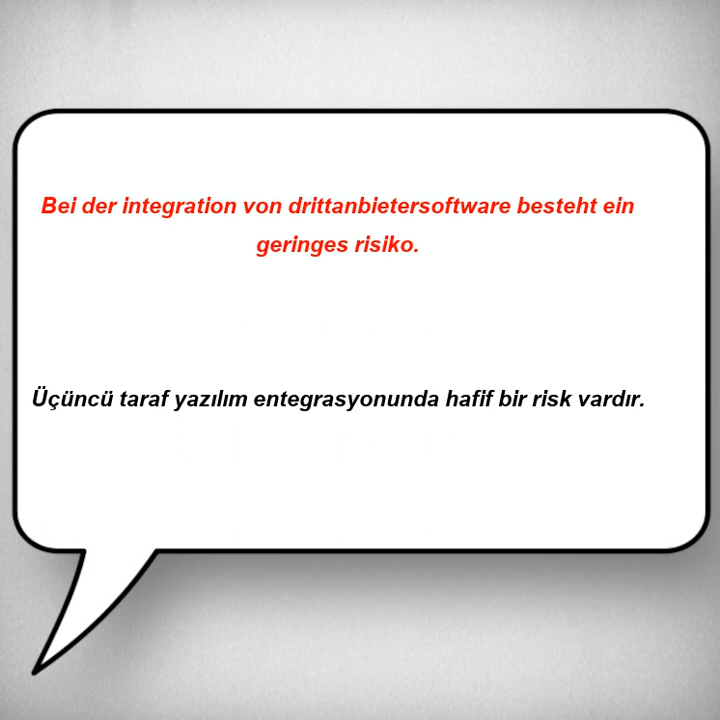 Bei der integration von drittanbietersoftware besteht ein
geringes risiko.
Üçüncü taraf yazılım entegrasyonunda hafif bir risk vardır.